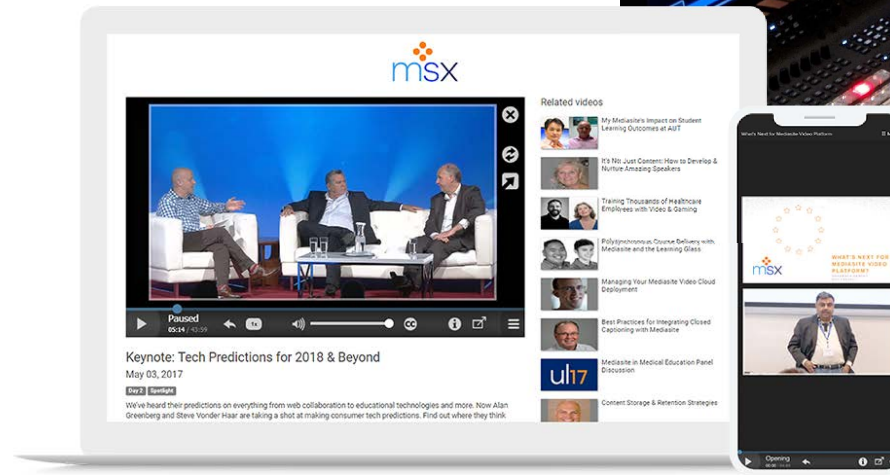 msx
Related videos
My Mediasite's Impact on Student
Learning Outcomes at AUT
It's Not Just Content: How to Develop &
Nurture Amazing Speakers
Training Thousands of Healthcare
Employees with Video & Gaming
Polysynchronous Course Delivery with
Mediasite and the Learning Glass
Managing Your Mediasite Video Cloud
Deployment
Best Practices for Integrating Closed
Captioning with Mediasite
ul17
Mediasite in Medical Education Panel
Discussion
Content Storage & Retention Strategies
Paused
05:14 / 43:59
1x
CC
Keynote: Tech Predictions for 2018 & Beyond
May 03, 2017
Day 2 Spotlight
We've heard their predictions on everything from web collaboration to educational technologies and more. Now Alan
Greenberg and Steve Vonder Haar are taking a shot at making consumer tech predictions. Find out where they think
What's Next for Mediasite Video Platform
msx
WHAT'S NEXT FOR
MEDIASITE VIDEO
PLATFORM?
Opening